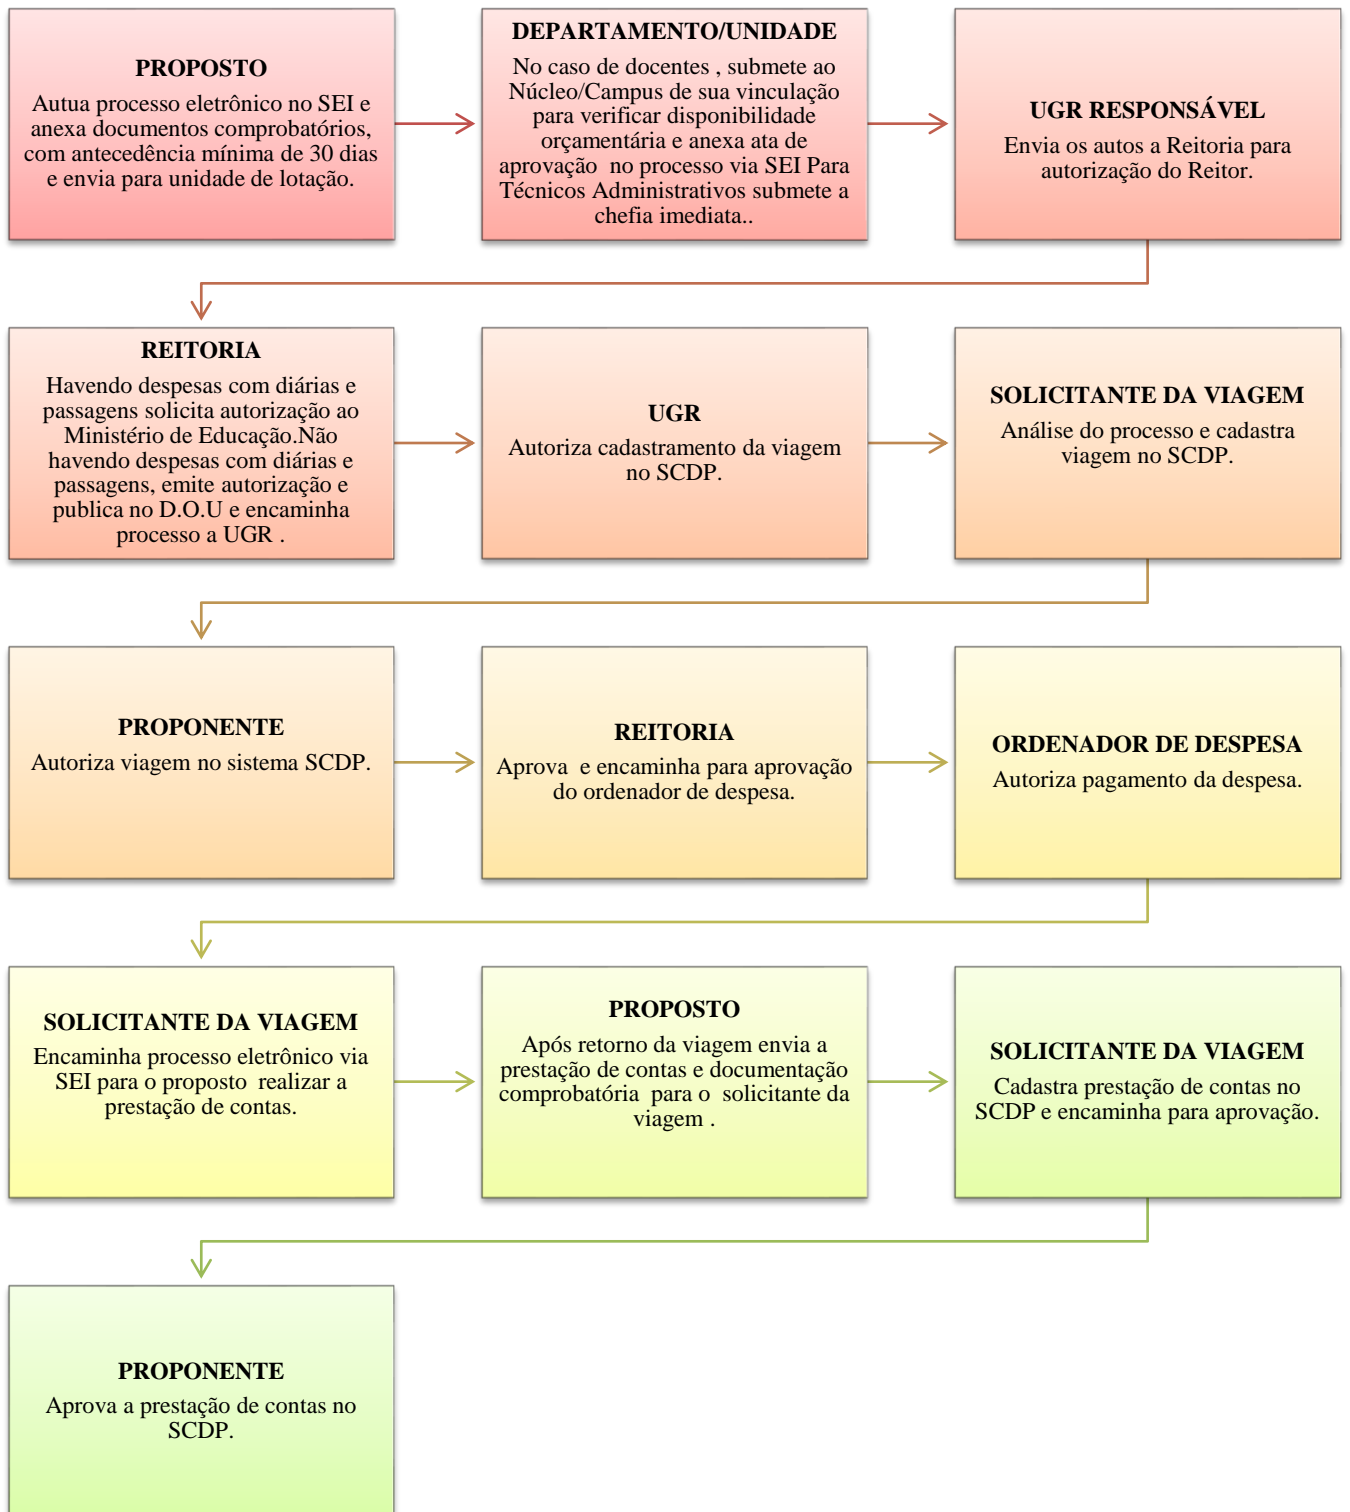 PROPOSTO
Autua processo eletrônico no SEI e
anexa documentos comprobatórios,
com antecedência mínima de 30 dias
e envia para unidade de lotação.
DEPARTAMENTO/UNIDADE
No caso de docentes , submete ao
Núcleo/Campus de sua vinculação
para verificar disponibilidade
orçamentária e anexa ata de
aprovação no processo via SEI Para
Técnicos Administrativos submete a
chefia imediata..
UGR RESPONSÁVEL
Envia os autos a Reitoria para
autorização do Reitor.
REITORIA
Havendo despesas com diárias e
passagens solicita autorização ao
Ministério de Educação.Não
havendo despesas com diárias e
passagens, emite autorização e
publica no D.O.U e encaminha
processo a UGR .
UGR
Autoriza cadastramento da viagem
no SCDP.
SOLICITANTE DA VIAGEM
Análise do processo e cadastra
viagem no SCDP.
PROPONENTE
Autoriza viagem no sistema SCDP.
REITORIA
Aprova e encaminha para aprovação
do ordenador de despesa.
ORDENADOR DE DESPESA
Autoriza pagamento da despesa.
SOLICITANTE DA VIAGEM
Encaminha processo eletrônico via
SEI para o proposto realizar a
prestação de contas.
PROPOSTO
Após retorno da viagem envia a
prestação de contas e documentação
comprobatória para o solicitante da
viagem .
SOLICITANTE DA VIAGEM
Cadastra prestação de contas no
SCDP e encaminha para aprovação.
PROPONENTE
Aprova a prestação de contas no
SCDP.